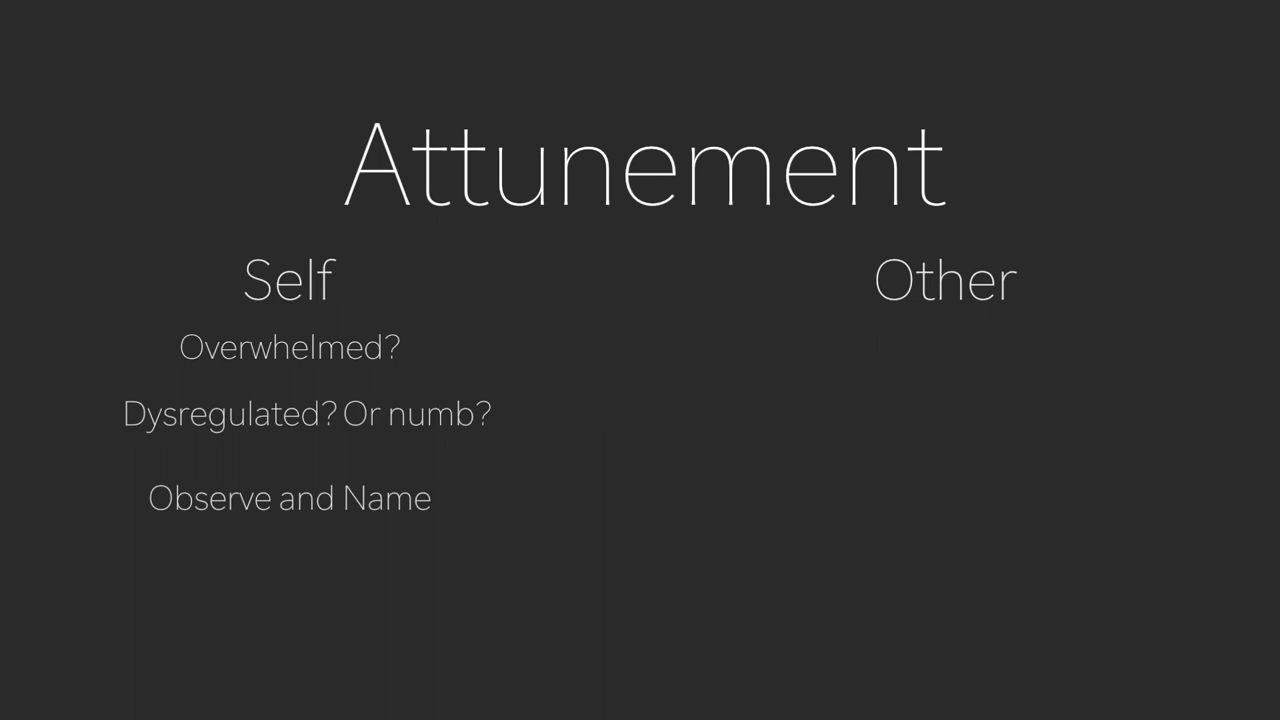 Attunement
Self
Other
Overwhelmed?
Dysregulated? Or numb?
Observe and Name